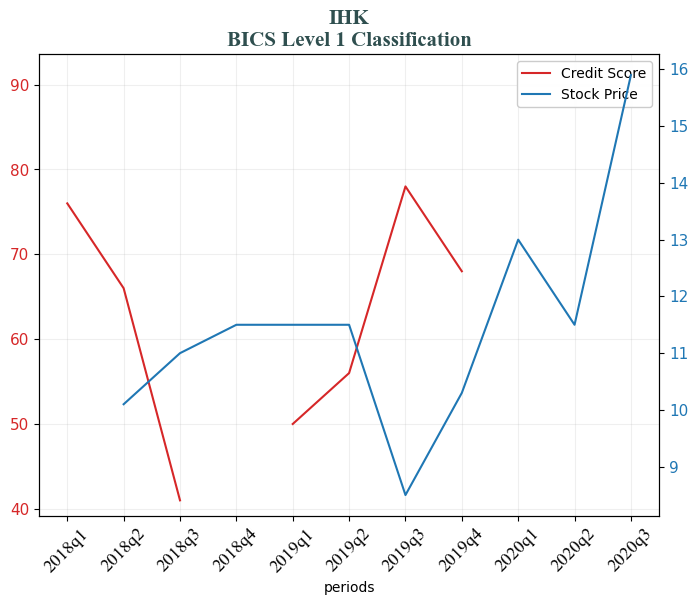 IHK
BICS Level 1 Classification
Credit Score
Stock Price
90
80
70
60
50
40
16
15
14
13
12
11
10
9
2018q1 2018q2 2018q3 2018q4 2019q1 2019q2 2019q3 2019q4 2020q1 2020q2 2020q3
periods